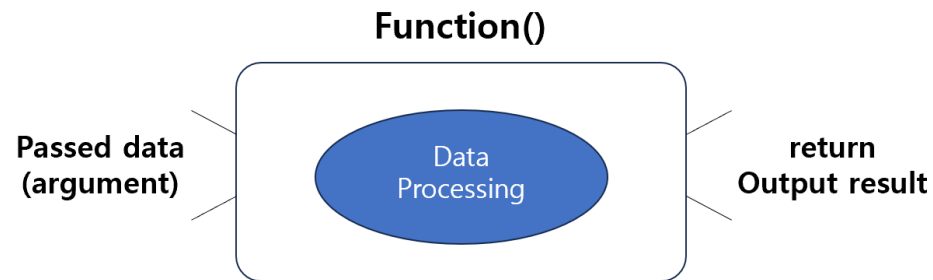 Function()
Passed data
(argument)
Data
Processing
return
Output result